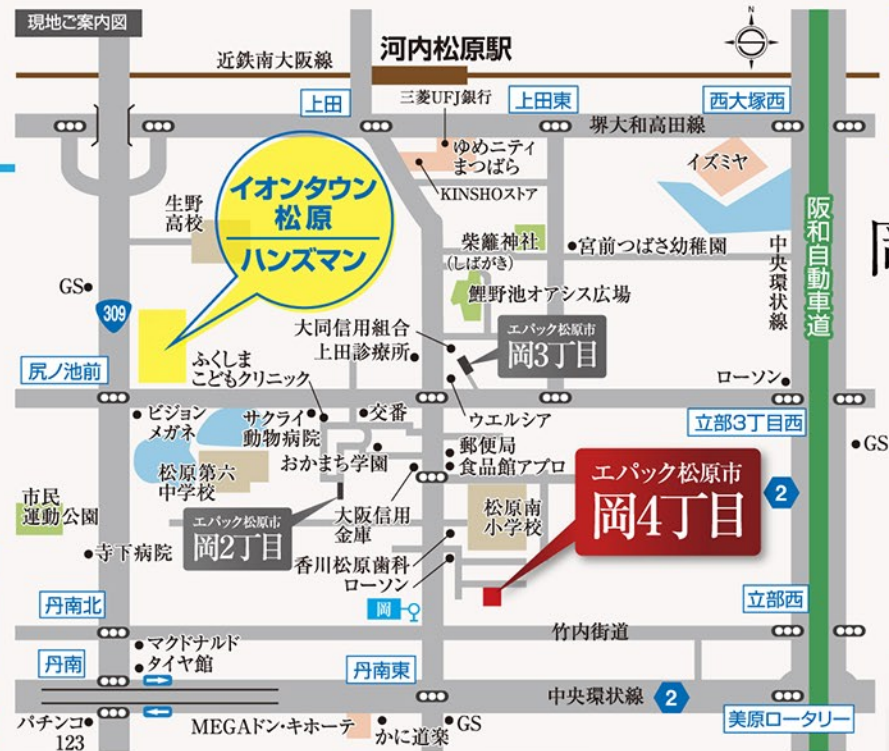 現地ご案内図
近鉄南大阪線
河内松原駅
N
上田
三菱UFJ銀行
上田東
西大塚西
堺大和高田線
ゆめニティ
まつばら
KINSHOストア
イズミヤ
イオンタウン
松原
ハンズマン
生野
高校
柴籬神社
(しばがき)
宮前つばさ幼稚園
中央環状線
阪和自動車道
鯉野池オアシス広場
GS
309
大同信用組合
上田診療所
エパック松原市
岡3丁目
尻ノ池前
ふくしま
こどもクリニック
ローソン
ビジョン
メガネ
サクライ
動物病院
交番
ウエルシア
立部3丁目西
郵便局
食品館アプロ
GS
おかまち学園
松原第六
中学校
エパック松原市
岡4丁目
2
市民
運動公園
エパック松原市
岡2丁目
大阪信用
金庫
松原南
小学校
寺下病院
香川松原歯科
ローソン
丹南北
岡
立部西
竹内街道
マクドナルド
タイヤ館
丹南
丹南東
中央環状線
2
パチンコ
123
MEGAドン・キホーテ
かに道楽
GS
美原ロータリー